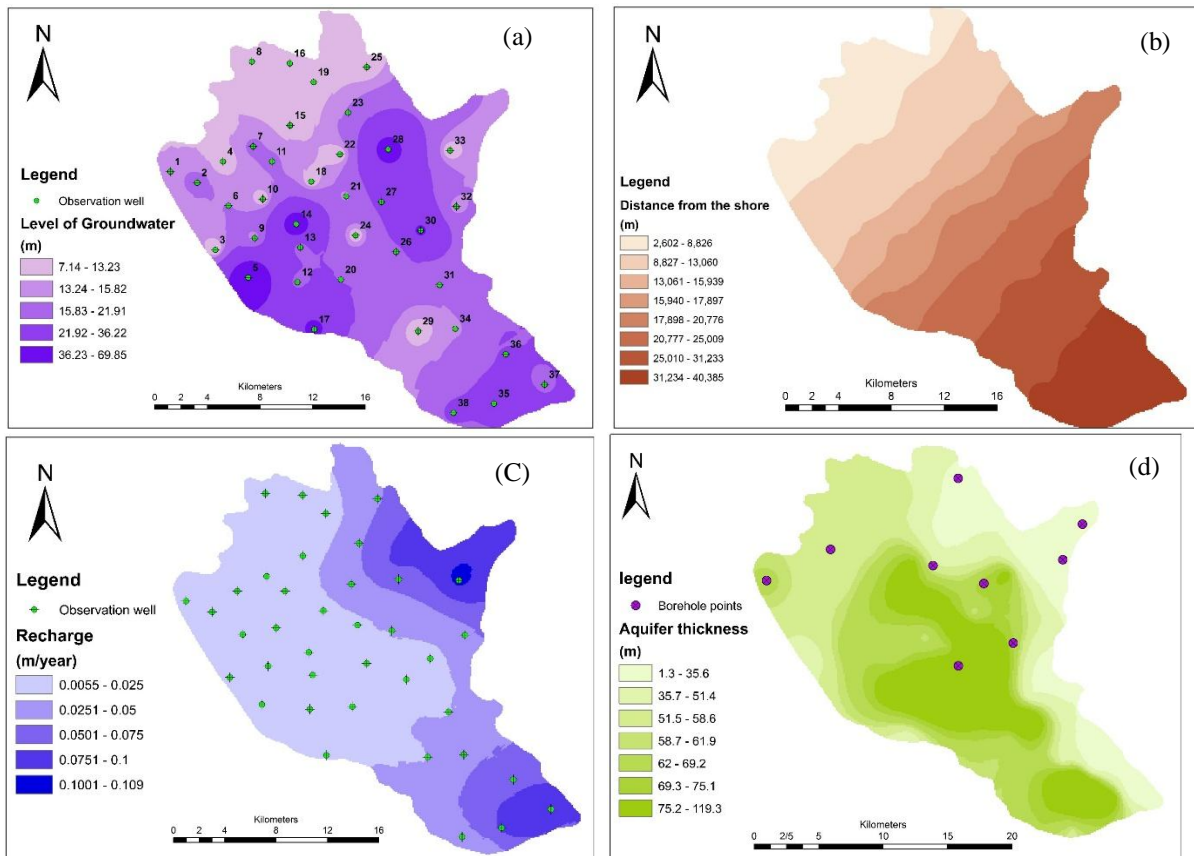 (a)
N
8
16
25
19
23
15
28
7
22
33
1
4
11
2
18
10
21
27
32
6
14
30
9
24
3
13
26
5
12
20
31
17
29
34
36
37
35
38
Legend
Observation well
Level of Groundwater
(m)
7.14 - 13.23
13.24 - 15.82
15.83 - 21.91
21.92 - 36.22
36.23 - 69.85
Kilometers
0 2 4 8 12 16
(b)
N
Legend
Distance from the shore
(m)
2,602 - 8,826
8,827 - 13,060
13,061 - 15,939
15,940 - 17,897
17,898 - 20,776
20,777 - 25,009
25,010 - 31,233
31,234 - 40,385
Kilometers
0 2 4 8 12 16
(C)
N
Legend
Observation well
Recharge
(m/year)
0.0055 - 0.025
0.0251 - 0.05
0.0501 - 0.075
0.0751 - 0.1
0.1001 - 0.109
Kilometers
0 2 4 8 12 16
(d)
N
legend
Borehole points
Aquifer thickness
(m)
1.3 - 35.6
35.7 - 51.4
51.5 - 58.6
58.7 - 61.9
62 - 69.2
69.3 - 75.1
75.2 - 119.3
Kilometers
0 2/5 5 10 15 20